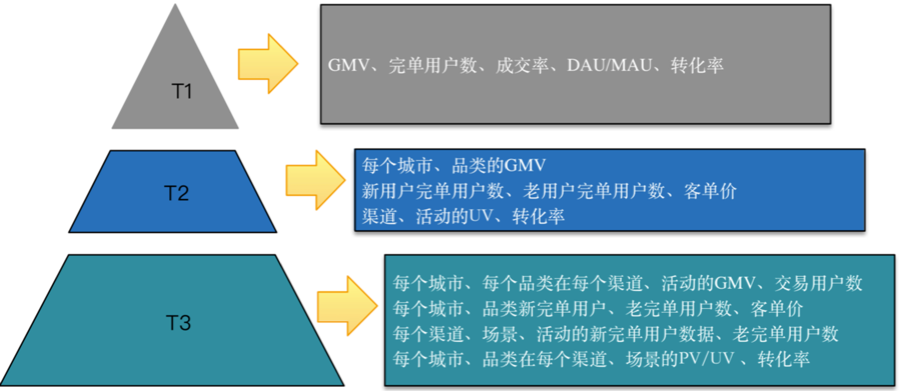 T1
GMV、完单用户数、成交率、DAU/MAU、转化率
T2
每个城市、品类的GMV
新用户完单用户数、老用户完单用户数、客单价
渠道、活动的UV、转化率
T3
每个城市、每个品类在每个渠道、活动的GMV、交易用户数
每个城市、品类新完单用户、老完单用户数、客单价
每个渠道、场景、活动的新完单用户数据、老完单用户数
每个城市、品类在每个渠道、场景的PV/UV 、转化率